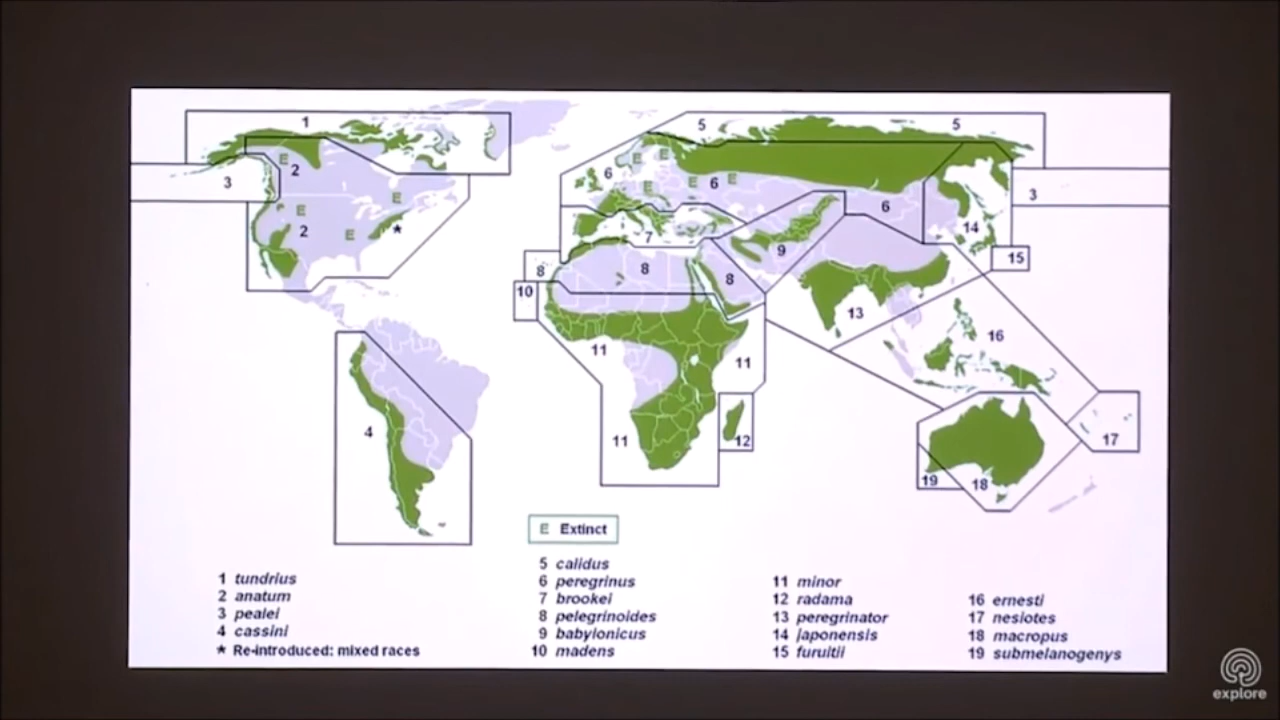 1
5
5
E
2
E
E
6
E
E
E
6
3
3
E
6
E
2
*
E
14
7
9
15
8
8
8
10
13
16
11
11
4
17
11
12
19
18
E Extinct
1 tundrius
2 anatum
3 pealei
4 cassini
* Re-introduced: mixed races
5 calidus
6 peregrinus
7 brookei
8 pelegrinoides
9 babylonicus
10 madens
11 minor
12 radama
13 peregrinator
14 japonensis
15 furuitii
16 ernesti
17 nesiotes
18 macropus
19 submelanogenys
explore